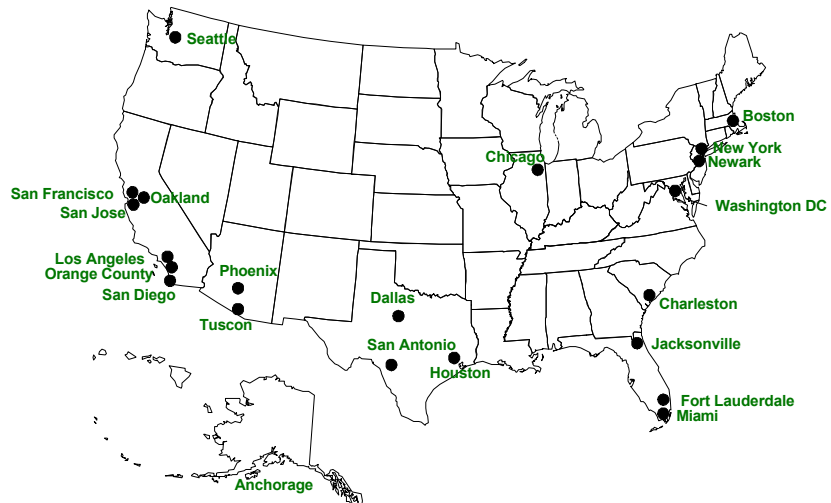 Seattle
Boston
New York
Chicago
Newark
San Francisco
Oakland
Washington DC
San Jose
Los Angeles
Orange County
Phoenix
San Diego
Dallas
Charleston
Tuscon
San Antonio
Jacksonville
Houston
Fort Lauderdale
Miami
Anchorage